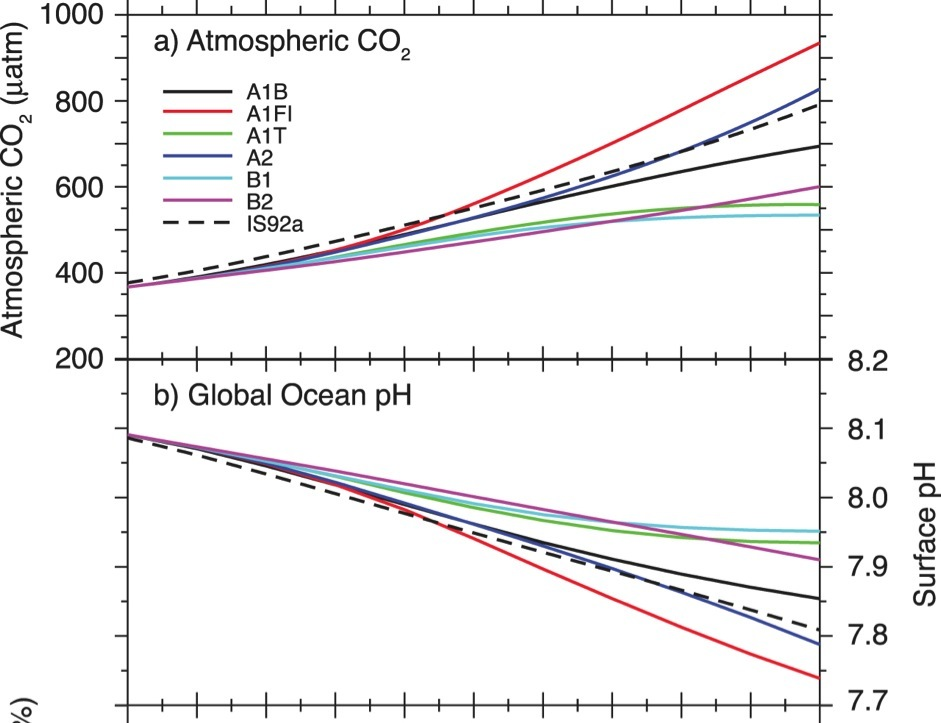 1000
800
600
400
200
Atmospheric CO2 (µatm)
a) Atmospheric CO2
A1B
A1FI
A1T
A2
B1
B2
IS92a
b) Global Ocean pH
8.2
8.1
8.0
7.9
7.8
7.7
Surface pH
%)